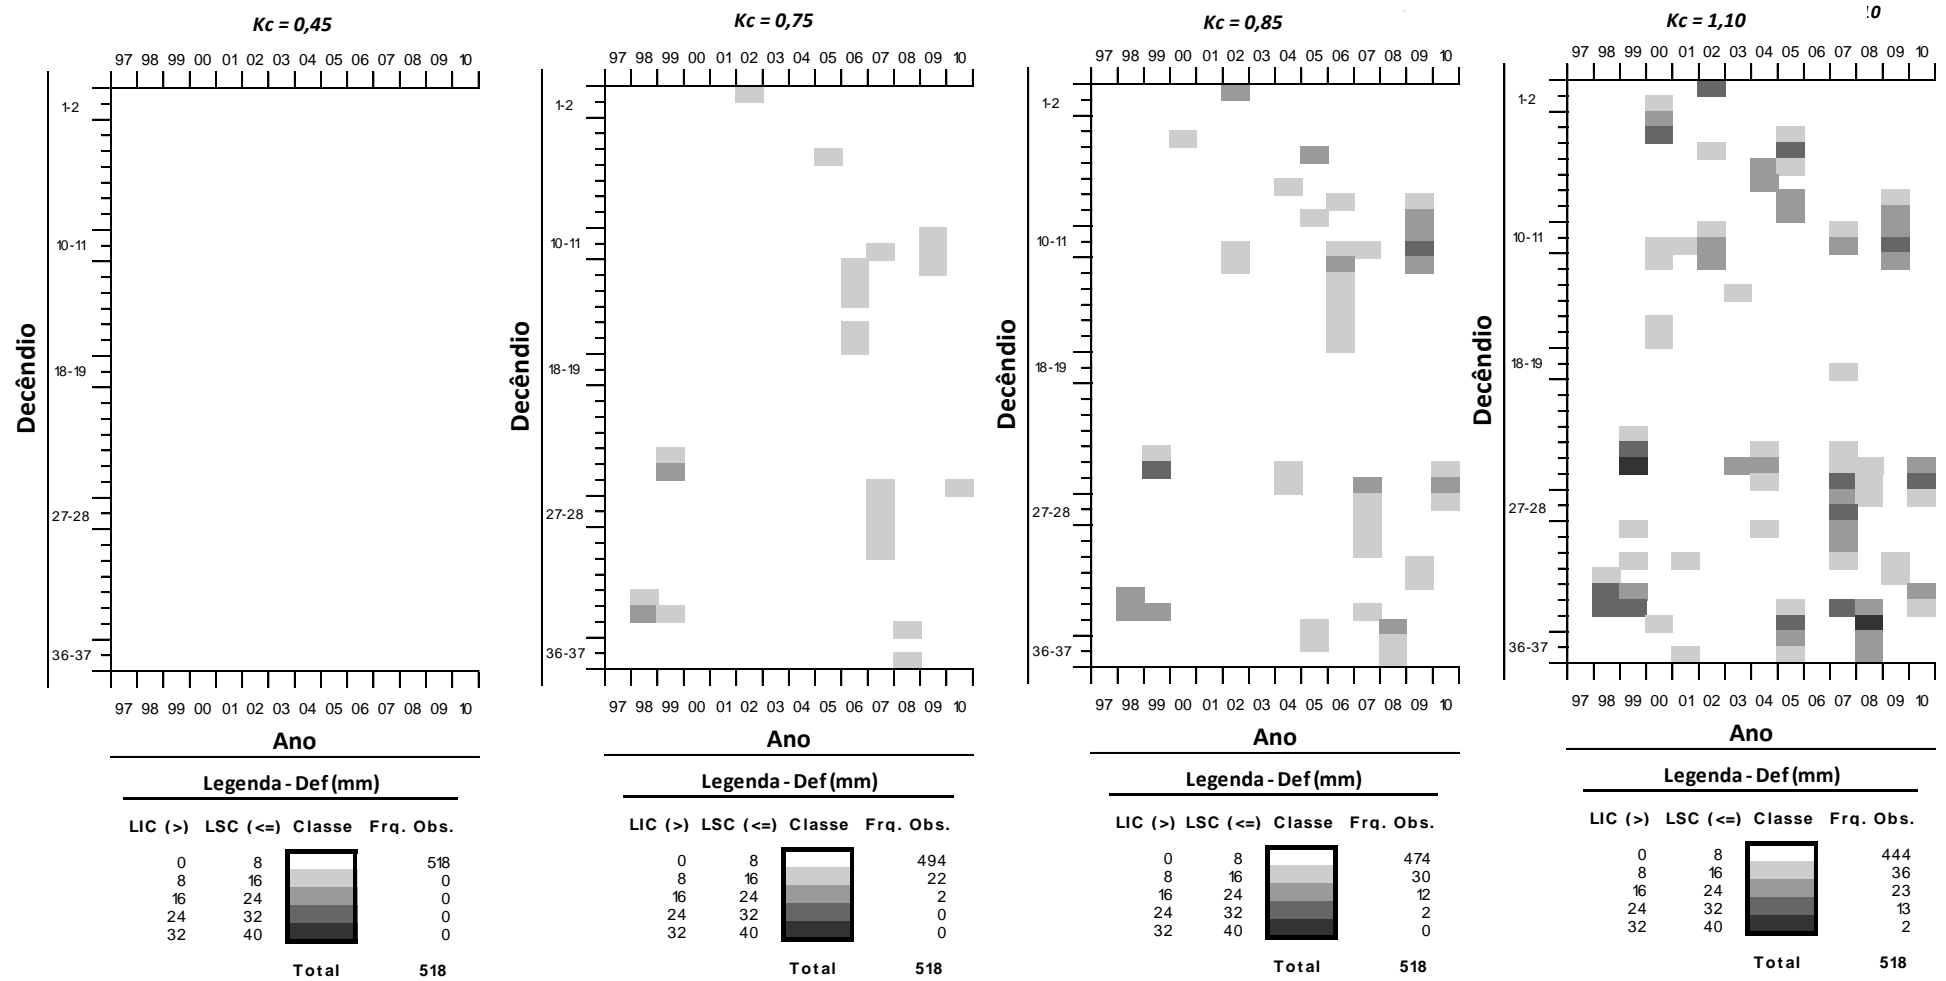 Kc = 0,45
97 98 99 00 01 02 03 04 05 06 07 08 09 10
1-2
10-11
18-19
27-28
36-37
Decêndio
97 98 99 00 01 02 03 04 05 06 07 08 09 10
Ano
Legenda - Def (mm)
LIC (>) LSC (<=) Classe Frq. Obs.
0 8 518
8 16 0
16 24 0
24 32 0
32 40 0
Total 518
Kc = 0,75
97 98 99 00 01 02 03 04 05 06 07 08 09 10
1-2
10-11
18-19
27-28
36-37
Decêndio
97 98 99 00 01 02 03 04 05 06 07 08 09 10
Ano
Legenda - Def (mm)
LIC (>) LSC (<=) Classe Frq. Obs.
0 8 494
8 16 22
16 24 2
24 32 0
32 40 0
Total 518
Kc = 0,85
97 98 99 00 01 02 03 04 05 06 07 08 09 10
1-2
10-11
18-19
27-28
36-37
Decêndio
97 98 99 00 01 02 03 04 05 06 07 08 09 10
Ano
Legenda - Def (mm)
LIC (>) LSC (<=) Classe Frq. Obs.
0 8 474
8 16 30
16 24 12
24 32 2
32 40 0
Total 518
Kc = 1,10
97 98 99 00 01 02 03 04 05 06 07 08 09 10
1-2
10-11
18-19
27-28
36-37
Decêndio
97 98 99 00 01 02 03 04 05 06 07 08 09 10
Ano
Legenda - Def (mm)
LIC (>) LSC (<=) Classe Frq. Obs.
0 8 444
8 16 36
16 24 23
24 32 13
32 40 2
Total 518